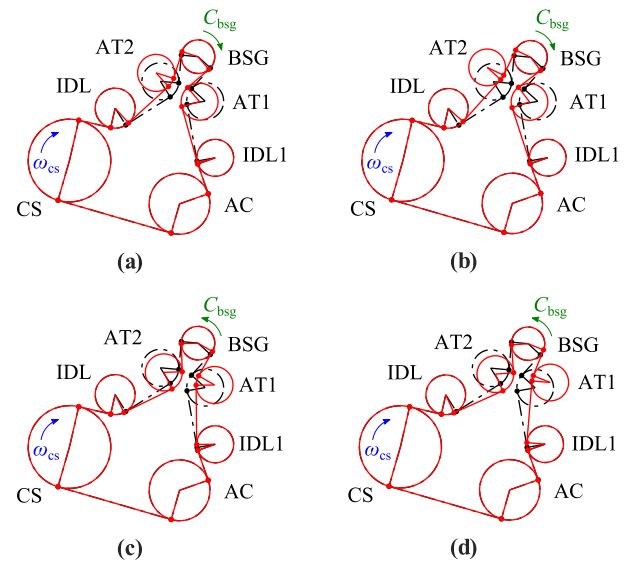 C_bsg
AT2
BSG
IDL
AT1
ω_cs
IDL1
CS
AC
(a)
C_bsg
AT2
BSG
IDL
AT1
ω_cs
IDL1
CS
AC
(b)
C_bsg
AT2
BSG
IDL
AT1
ω_cs
IDL1
CS
AC
(c)
C_bsg
AT2
BSG
IDL
AT1
ω_cs
IDL1
CS
AC
(d)